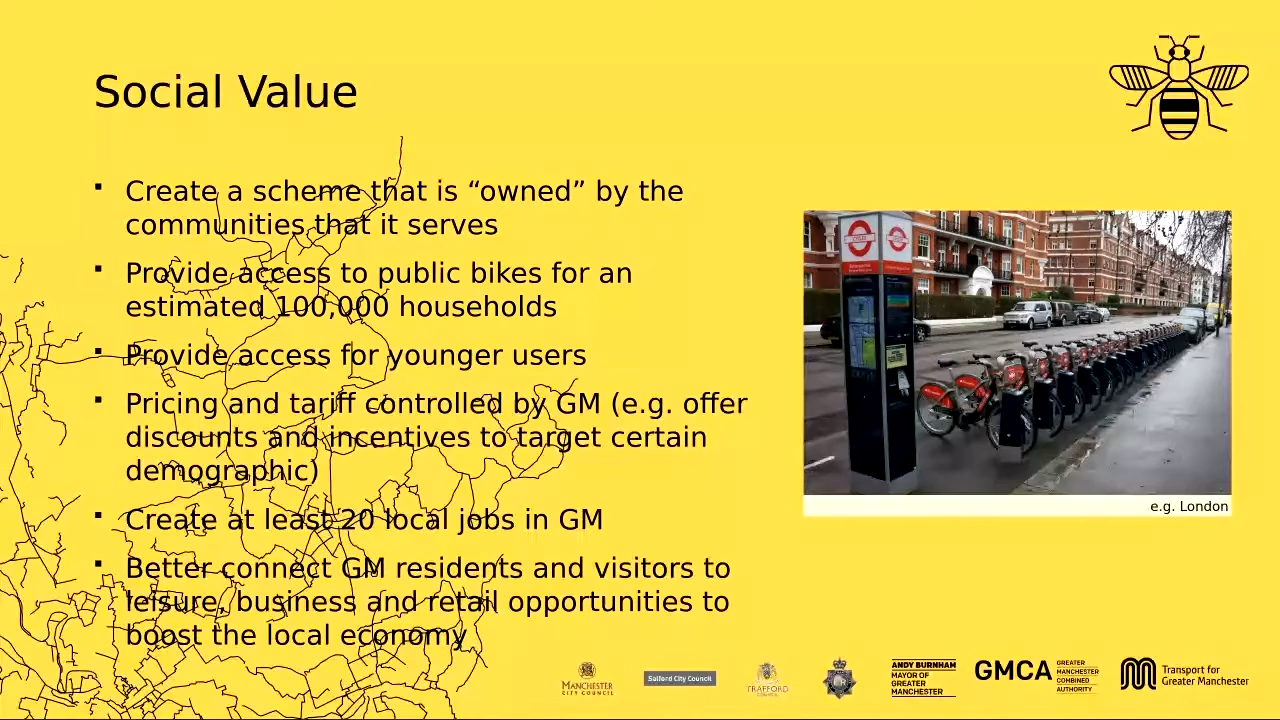 Social Value
▪ Create a scheme that is “owned” by the
communities that it serves
▪ Provide access to public bikes for an
estimated 100,000 households
▪ Provide access for younger users
▪ Pricing and tariff controlled by GM (e.g. offer
discounts and incentives to target certain
demographic)
▪ Create at least 20 local jobs in GM
▪ Better connect GM residents and visitors to
leisure, business and retail opportunities to
boost the local economy
e.g. London
MANCHESTER
CITY COUNCIL
Salford City Council
TRAFFORD
COUNCIL
ANDY BURNHAM
MAYOR OF
GREATER
MANCHESTER
GMCA
GREATER
MANCHESTER
COMBINED
AUTHORITY
Transport for
Greater Manchester